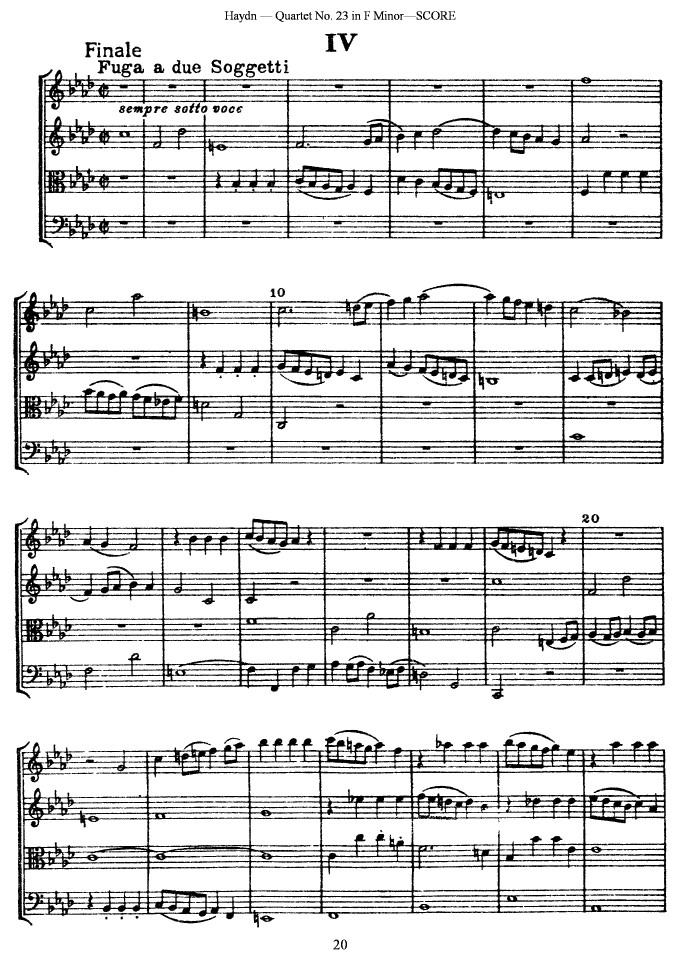 Haydn — Quartet No. 23 in F Minor—SCORE
IV
Finale
Fuga a due Soggetti
sempre sotto voce
10
20
20